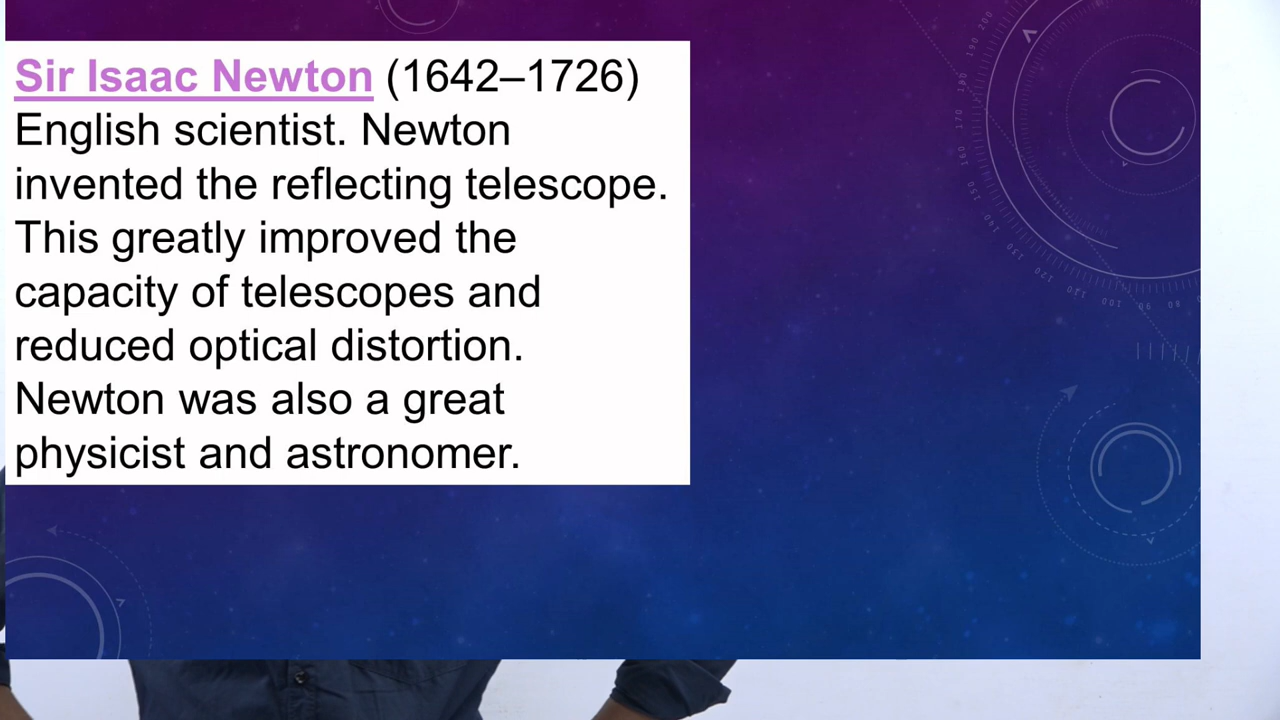 Sir Isaac Newton (1642–1726)
English scientist. Newton
invented the reflecting telescope.
This greatly improved the
capacity of telescopes and
reduced optical distortion.
Newton was also a great
physicist and astronomer.